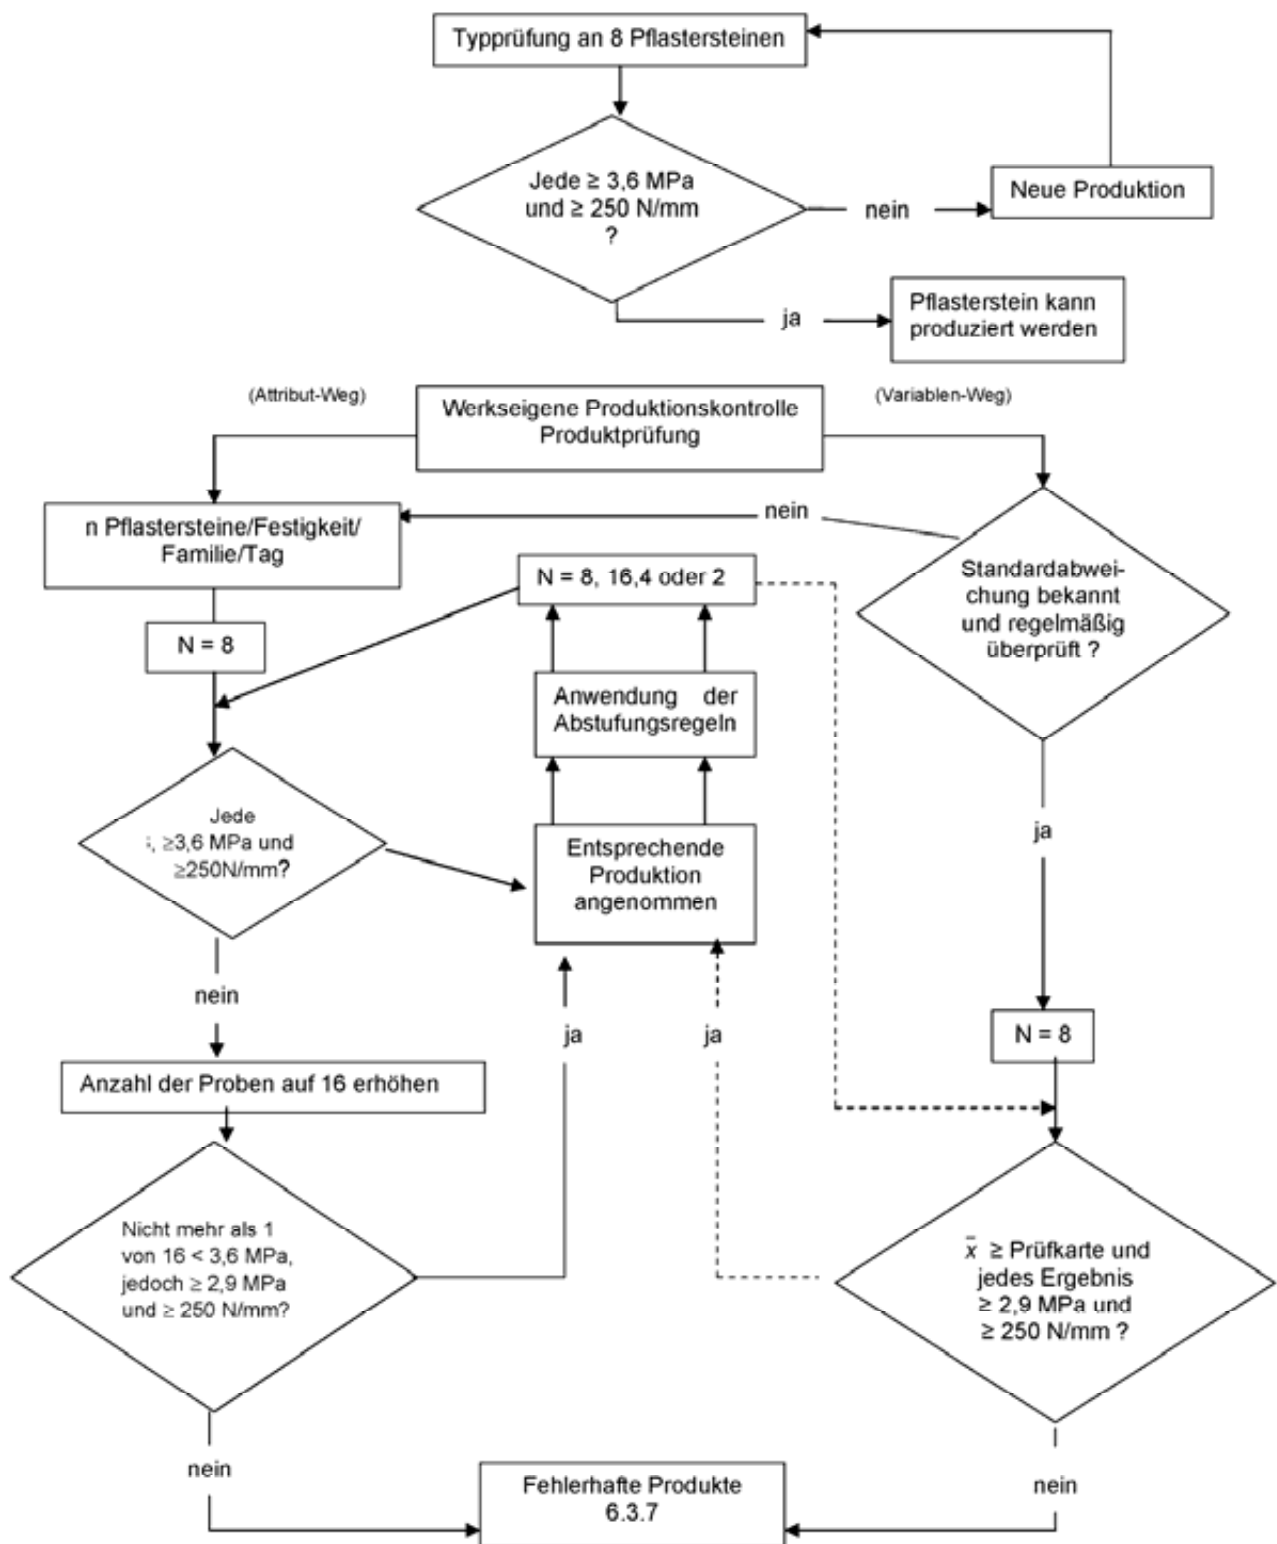 Typprüfung an 8 Pflastersteinen
Jede ≥ 3,6 MPa
und ≥ 250 N/mm
?
nein
Neue Produktion
ja
Pflasterstein kann
produziert werden
(Attribut-Weg)
Werkseigene Produktionskontrolle
Produktprüfung
(Variablen-Weg)
n Pflastersteine/Festigkeit/
Familie/Tag
nein
N = 8, 16,4 oder 2
Standardabwei-
chung bekannt
und regelmäßig
überprüft ?
N = 8
Anwendung der
Abstufungsregeln
Jede
≥3,6 MPa und
≥250N/mm?
Entsprechende
Produktion
angenommen
ja
nein
ja
ja
N = 8
Anzahl der Proben auf 16 erhöhen
Nicht mehr als 1
von 16 < 3,6 MPa,
jedoch ≥ 2,9 MPa
und ≥ 250 N/mm?
x̄ ≥ Prüfkarte und
jedes Ergebnis
≥ 2,9 MPa und
≥ 250 N/mm ?
nein
Fehlerhafte Produkte
6.3.7
nein